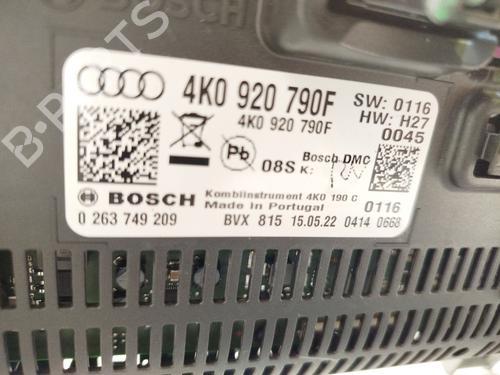 BOSCH
4K0 920 790F
4K0 920 790F
SW: 0116
HW: H27
0045
Pb
08S
Bosch DMC
K:
BOSCH
Kombiinstrument 4K0 190 C
Made in Portugal
0116
0 263 749 209
BVX 815 15.05.22 0414 0668
B-PARTS